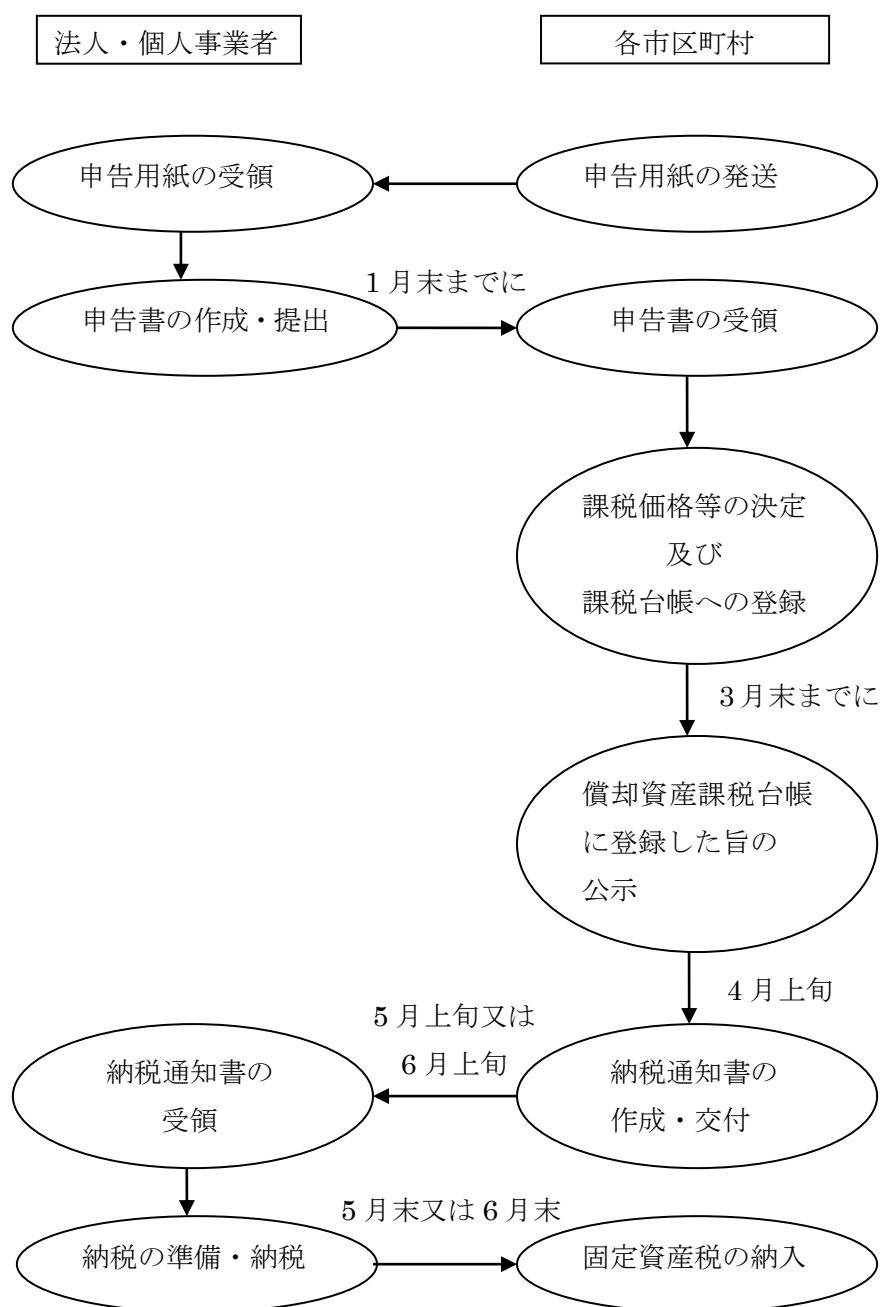 法人・個人事業者
各市区町村
申告用紙の受領
申告用紙の発送
1月末までに
申告書の作成・提出
申告書の受領
課税価格等の決定
及び
課税台帳への登録
3月末までに
償却資産課税台帳
に登録した旨の
公示
4月上旬
5月上旬又は
6月上旬
納税通知書の
受領
納税通知書の
作成・交付
5月末又は6月末
納税の準備・納税
固定資産税の納入